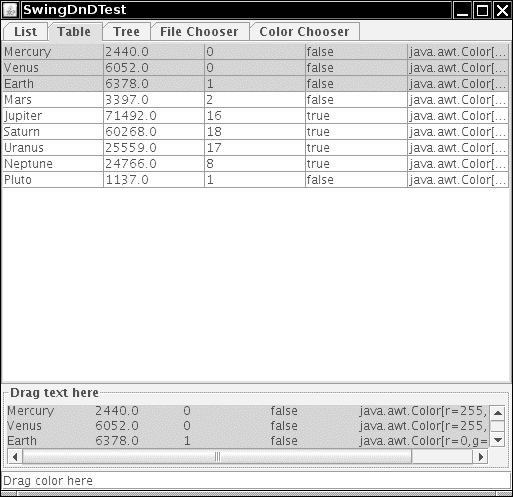 SwingDnDTest
List Table Tree File Chooser Color Chooser
Mercury 2440.0 0 false java.awt.Color[...
Venus 6052.0 0 false java.awt.Color[...
Earth 6378.0 1 false java.awt.Color[...
Mars 3397.0 2 false java.awt.Color[...
Jupiter 71492.0 16 true java.awt.Color[...
Saturn 60268.0 18 true java.awt.Color[...
Uranus 25559.0 17 true java.awt.Color[...
Neptune 24766.0 8 true java.awt.Color[...
Pluto 1137.0 1 false java.awt.Color[...
Drag text here
Mercury 2440.0 0 false java.awt.Color[r=255,
Venus 6052.0 0 false java.awt.Color[r=255,
Earth 6378.0 1 false java.awt.Color[r=0,g=
Drag color here